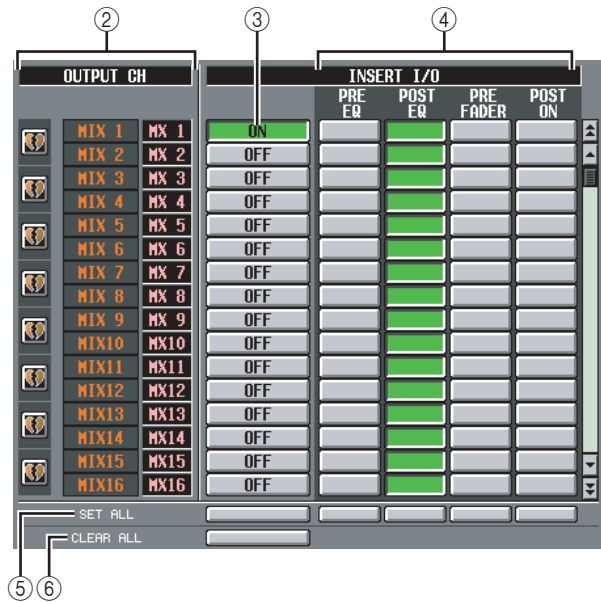 ② ③ ④
OUTPUT CH INSERT I/O
PRE EQ POST EQ PRE FADER POST ON
MIX 1 MX 1 ON
MIX 2 MX 2 OFF
MIX 3 MX 3 OFF
MIX 4 MX 4 OFF
MIX 5 MX 5 OFF
MIX 6 MX 6 OFF
MIX 7 MX 7 OFF
MIX 8 MX 8 OFF
MIX 9 MX 9 OFF
MIX10 MX10 OFF
MIX11 MX11 OFF
MIX12 MX12 OFF
MIX13 MX13 OFF
MIX14 MX14 OFF
MIX15 MX15 OFF
MIX16 MX16 OFF
SET ALL
CLEAR ALL
⑤ ⑥